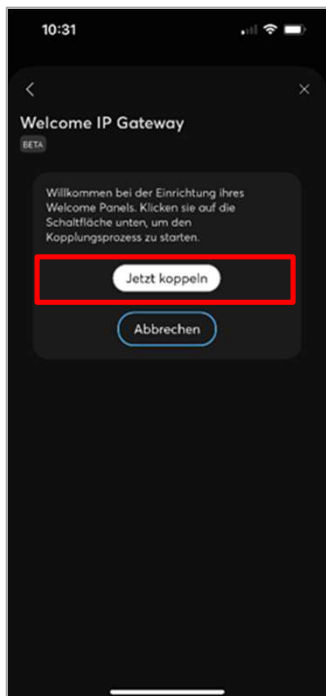 10:31
Welcome IP Gateway
BETA
Willkommen bei der Einrichtung ihres
Welcome Panels. Klicken sie auf die
Schaltfläche unten, um den
Kopplungsprozess zu starten.
Jetzt koppeln
Abbrechen